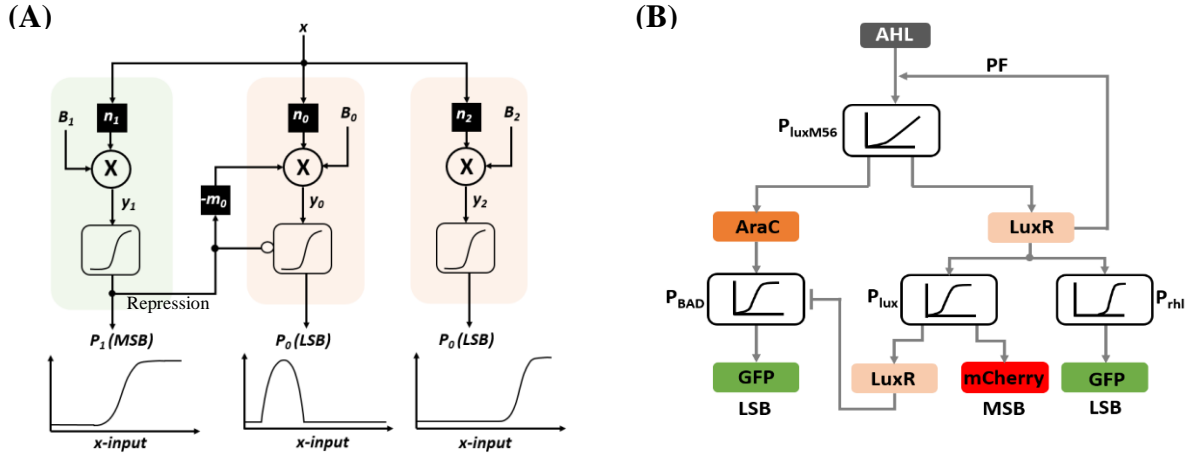 (A)
x
B₁
n₁
n₀
B₀
n₂
B₂
X
X
X
-m₀
y₁
y₀
y₂
Repression
P₁ (MSB)
P₀ (LSB)
P₀ (LSB)
x-input
x-input
x-input
(B)
AHL
PF
PluxM56
AraC
LuxR
PBAD
Plux
Prhl
GFP
LuxR
mCherry
GFP
LSB
MSB
LSB